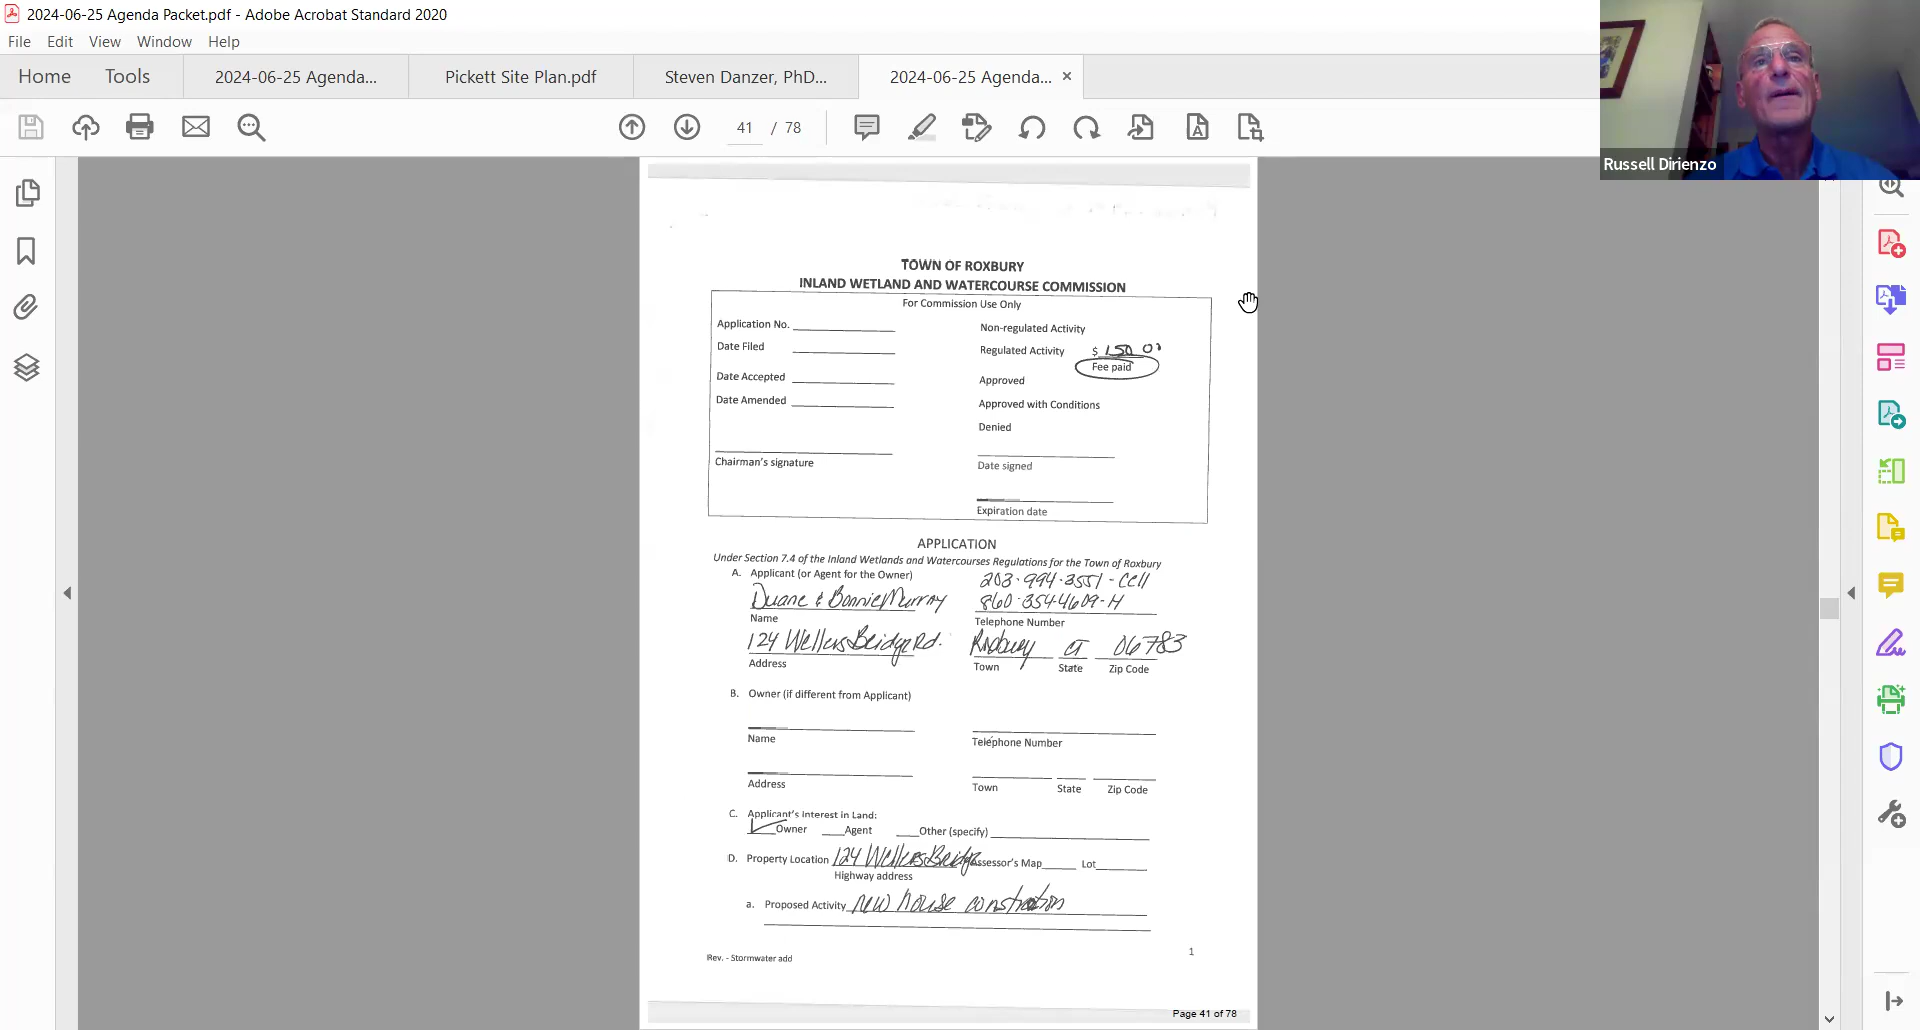 2024-06-25 Agenda Packet.pdf - Adobe Acrobat Standard 2020
File Edit View Window Help
Home Tools 2024-06-25 Agenda... Pickett Site Plan.pdf Steven Danzer, PhD... 2024-06-25 Agenda... ×
41 / 78
Russell Dirienzo
TOWN OF ROXBURY
INLAND WETLAND AND WATERCOURSE COMMISSION
For Commission Use Only
Application No. Non-regulated Activity
Date Filed Regulated Activity $ 150 00
Fee paid
Date Accepted Approved
Date Amended Approved with Conditions
Denied
Chairman's signature Date signed
Expiration date
APPLICATION
Under Section 7.4 of the Inland Wetlands and Watercourses Regulations for the Town of Roxbury
A. Applicant (or Agent for the Owner) 203·994·3551 - Cell
Duane & Bonnie Murray 860·354·4609 - H
Name Telephone Number
124 Wellers Bridge Rd. Roxbury CT 06783
Address Town State Zip Code
B. Owner (if different from Applicant)
Name Telephone Number
Address Town State Zip Code
C. Applicant's Interest in Land:
Owner Agent Other (specify)
D. Property Location 124 Wellers Bridge Assessor's Map Lot
Highway address
a. Proposed Activity new house construction
1
Rev. - Stormwater add
Page 41 of 78